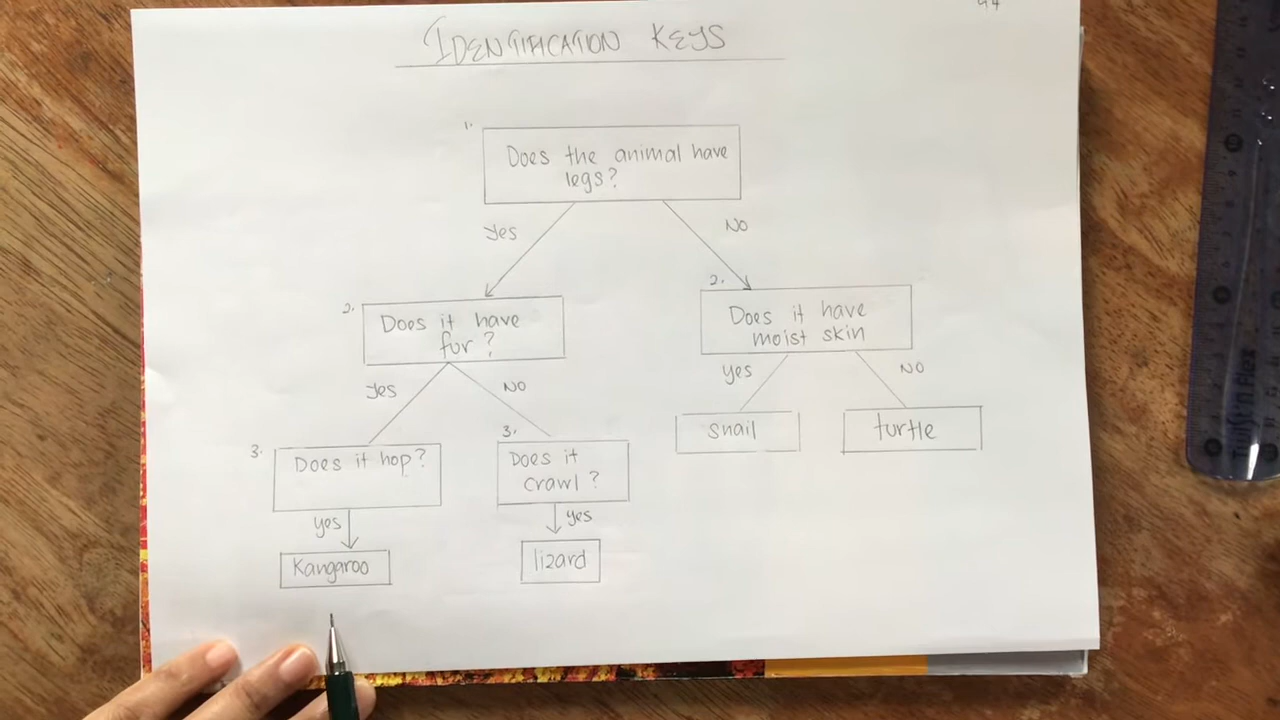 94
IDENTIFICATION KEYS
1.
Does the animal have
legs?
Yes
NO
2.
Does it have
fur?
2.
Does it have
moist skin
Yes
NO
yes
NO
3.
Does it hop?
3.
Does it
crawl?
snail
turtle
yes
yes
Kangaroo
lizard